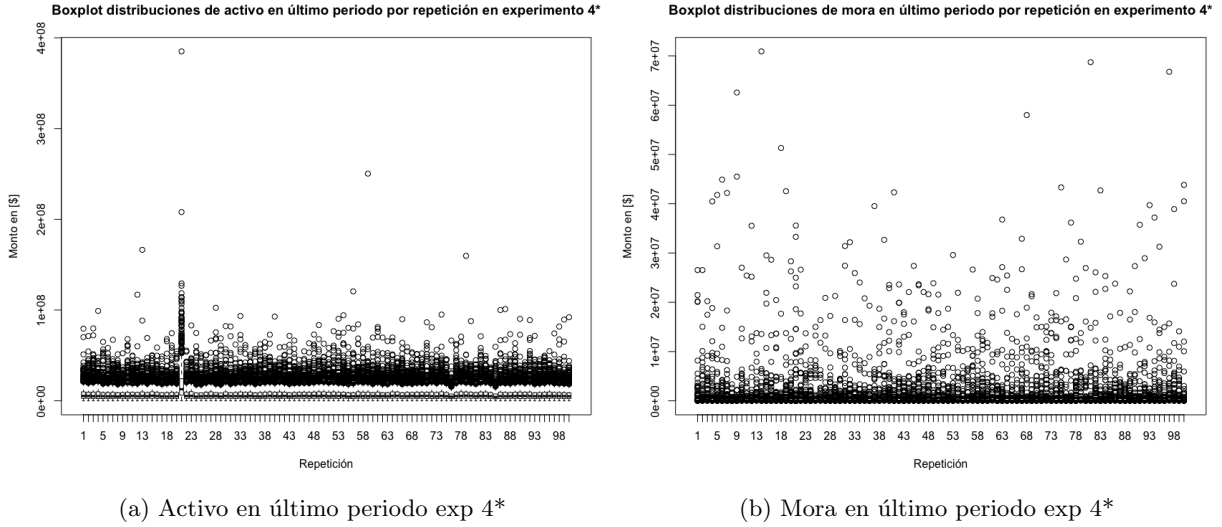 Boxplot distribuciones de activo en último periodo por repetición en experimento 4*
Monto en [$]
4e+08
3e+08
2e+08
1e+08
0e+00
1 5 9 13 18 23 28 33 38 43 48 53 58 63 68 73 78 83 88 93 98
Repetición
(a) Activo en último periodo exp 4*
Boxplot distribuciones de mora en último periodo por repetición en experimento 4*
Monto en [$]
7e+07
6e+07
5e+07
4e+07
3e+07
2e+07
1e+07
0e+00
1 5 9 13 18 23 28 33 38 43 48 53 58 63 68 73 78 83 88 93 98
Repetición
(b) Mora en último periodo exp 4*